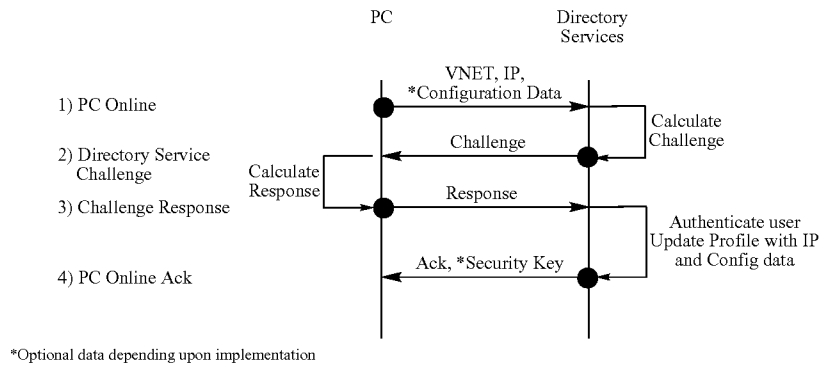 PC
Directory
Services
VNET, IP,
*Configuration Data
1) PC Online
Calculate
Challenge
2) Directory Service
Challenge
Challenge
Calculate
Response
3) Challenge Response
Response
Authenticate user
Update Profile with IP
and Config data
4) PC Online Ack
Ack, *Security Key
*Optional data depending upon implementation